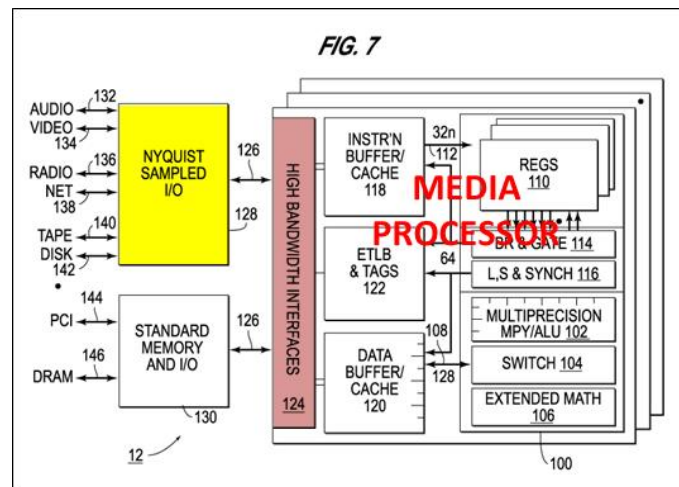 FIG. 7
AUDIO
132
VIDEO
134
RADIO
136
NET
138
TAPE
140
DISK
142
NYQUIST
SAMPLED
I/O
128
126
PCI
144
DRAM
146
STANDARD
MEMORY
AND I/O
130
126
12
HIGH BANDWIDTH INTERFACES
124
INSTR'N
BUFFER/
CACHE
118
32n
112
ETLB
& TAGS
122
64
DATA
BUFFER/
CACHE
120
108
128
MEDIA
PROCESSOR
REGS
110
BR & GATE 114
L,S & SYNCH 116
MULTIPRECISION
MPY/ALU 102
SWITCH 104
EXTENDED MATH
106
100